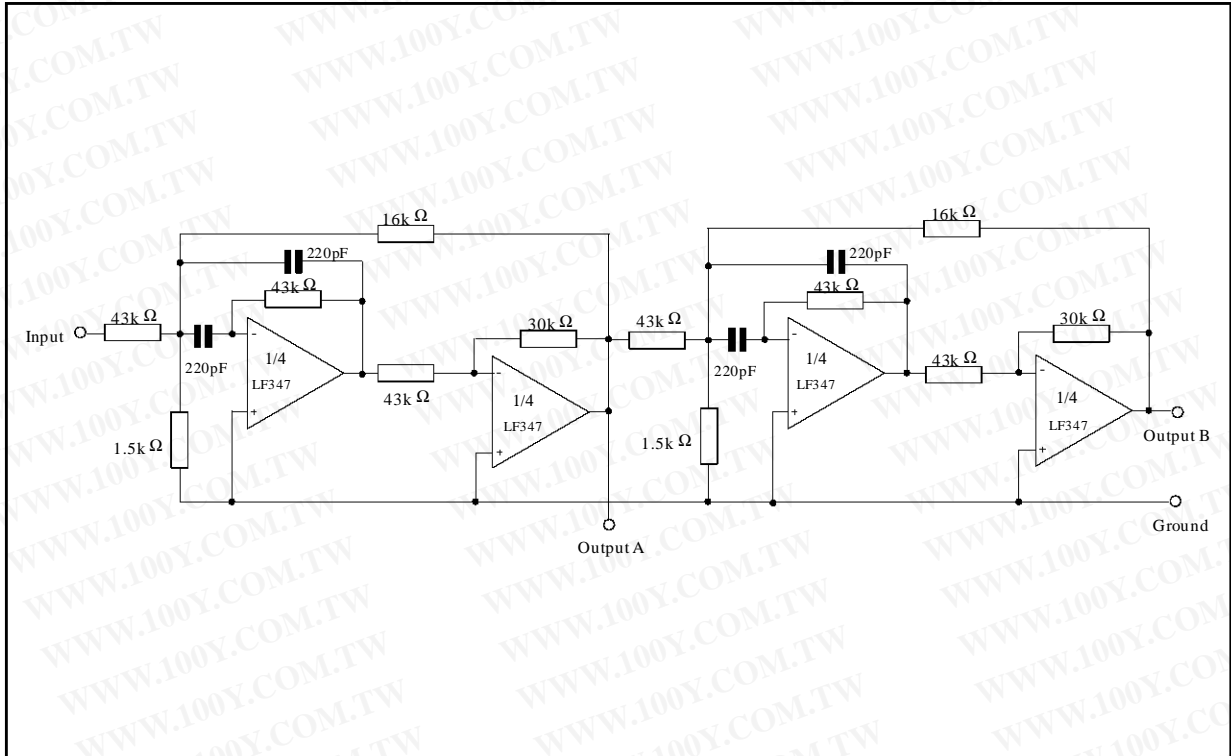 16k Ω
16k Ω
220pF
220pF
43k Ω
43k Ω
Input
43k Ω
30k Ω
43k Ω
30k Ω
220pF
1/4
LF347
220pF
1/4
LF347
43k Ω
43k Ω
1/4
LF347
1/4
LF347
1.5k Ω
1.5k Ω
Output B
Output A
Ground
-
+
-
+
-
+
-
+
WWW.100Y.COM.TW